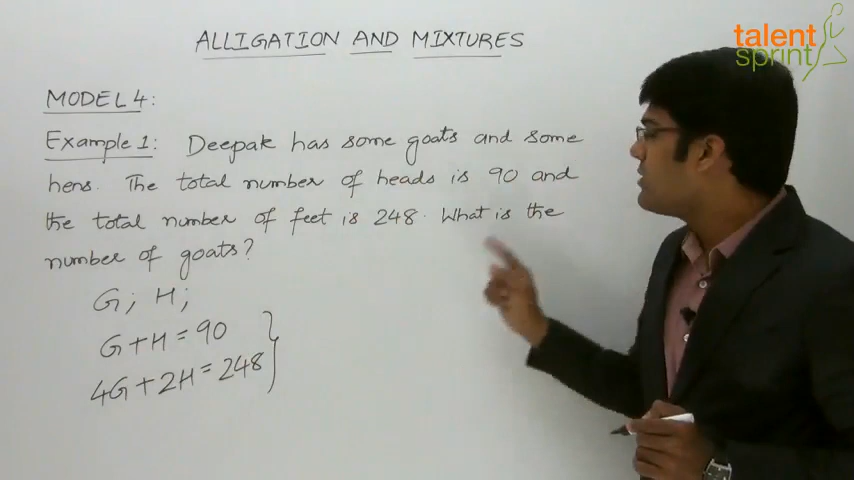 talent
sprint
ALLIGATION AND MIXTURES
MODEL 4:
Example 1: Deepak has some goats and some
hens. The total number of heads is 90 and
the total number of feet is 248. What is the
number of goats?
G; H;
G+H=90
4G+2H=248